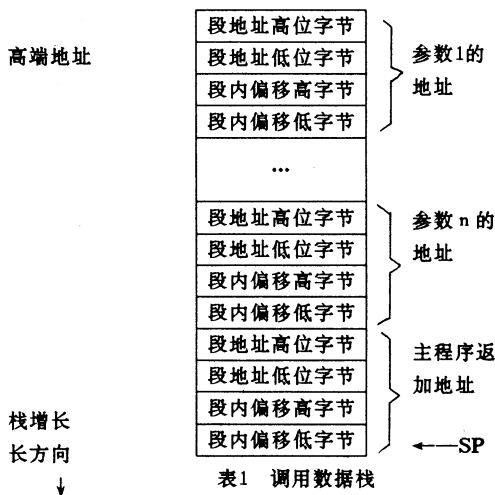 段地址高位字节
高端地址
段地址低位字节
参数1的
段内偏移高字节
地址
段内偏移低字节
...
段地址高位字节
参数n的
段地址低位字节
地址
段内偏移高字节
段内偏移低字节
段地址高位字节
主程序返
段地址低位字节
加地址
段内偏移高字节
栈增长
段内偏移低字节
SP
长方向
表1 调用数据栈